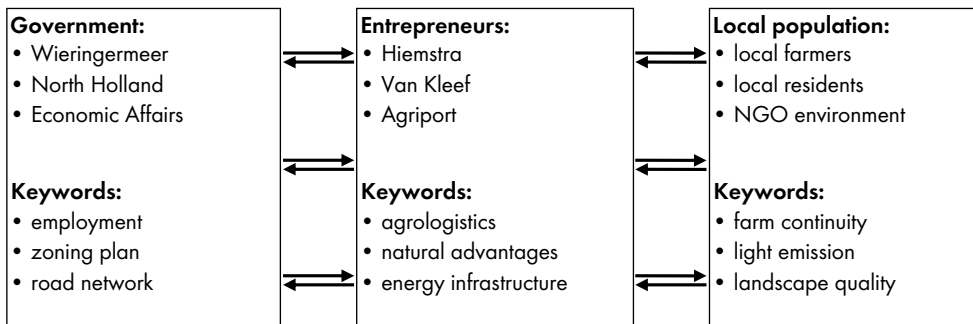 Government:
• Wieringermeer
• North Holland
• Economic Affairs
Keywords:
• employment
• zoning plan
• road network
Entrepreneurs:
• Hiemstra
• Van Kleef
• Agriport
Keywords:
• agrologistics
• natural advantages
• energy infrastructure
Local population:
• local farmers
• local residents
• NGO environment
Keywords:
• farm continuity
• light emission
• landscape quality